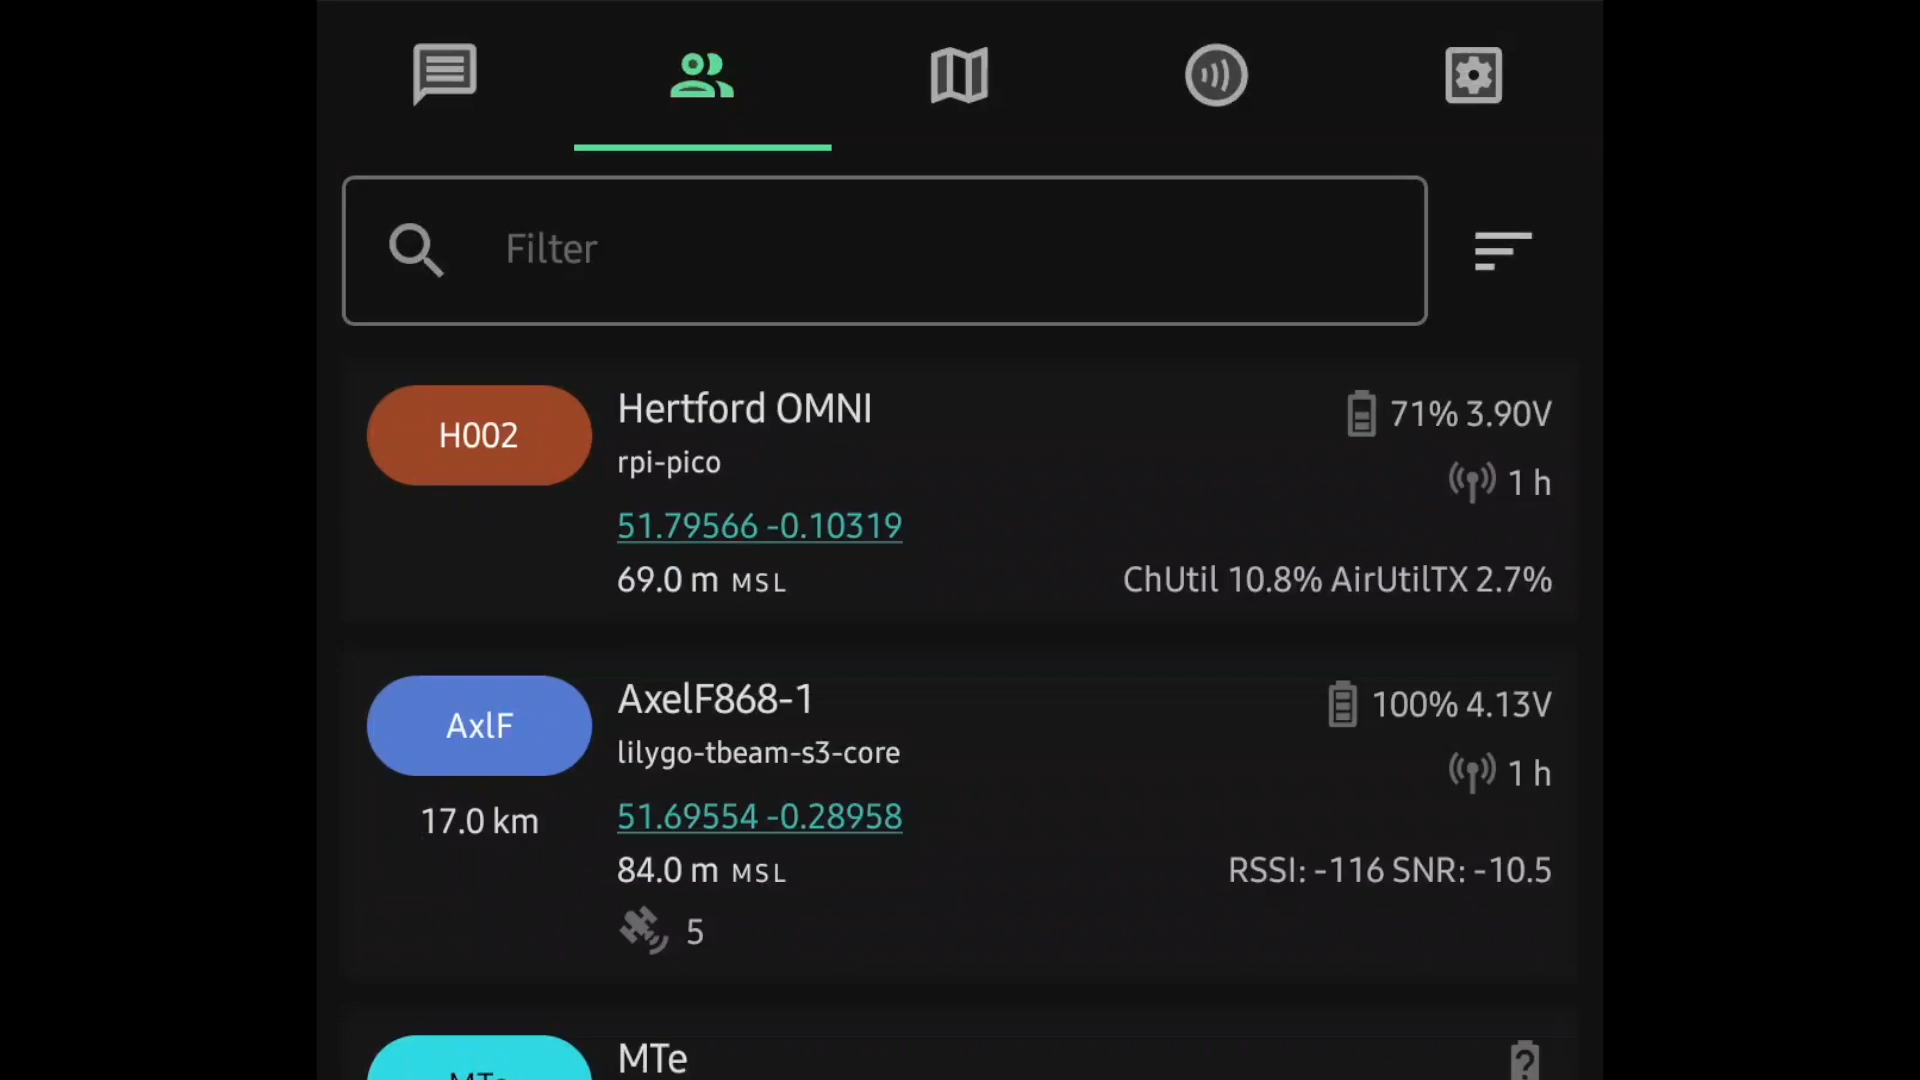 Filter
H002
Hertford OMNI
71% 3.90V
rpi-pico
1 h
51.79566 -0.10319
69.0 m MSL
ChUtil 10.8% AirUtilTX 2.7%
AxlF
AxelF868-1
100% 4.13V
lilygo-tbeam-s3-core
1 h
17.0 km
51.69554 -0.28958
84.0 m MSL
RSSI: -116 SNR: -10.5
5
MTe
?